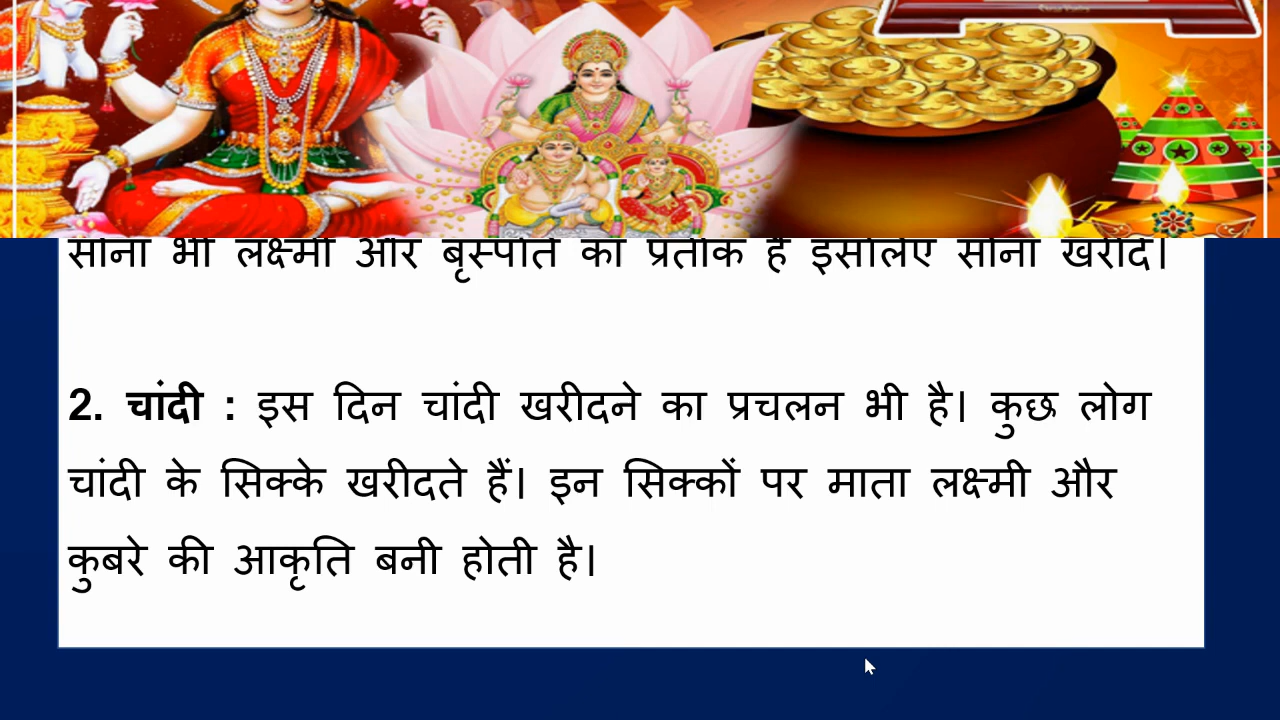 सोना भी लक्ष्मी और बृस्पति का प्रतीक है इसलिए सोना खरीदें।
2. चांदी : इस दिन चांदी खरीदने का प्रचलन भी है। कुछ लोग
चांदी के सिक्के खरीदते हैं। इन सिक्कों पर माता लक्ष्मी और
कुबरे की आकृति बनी होती है।